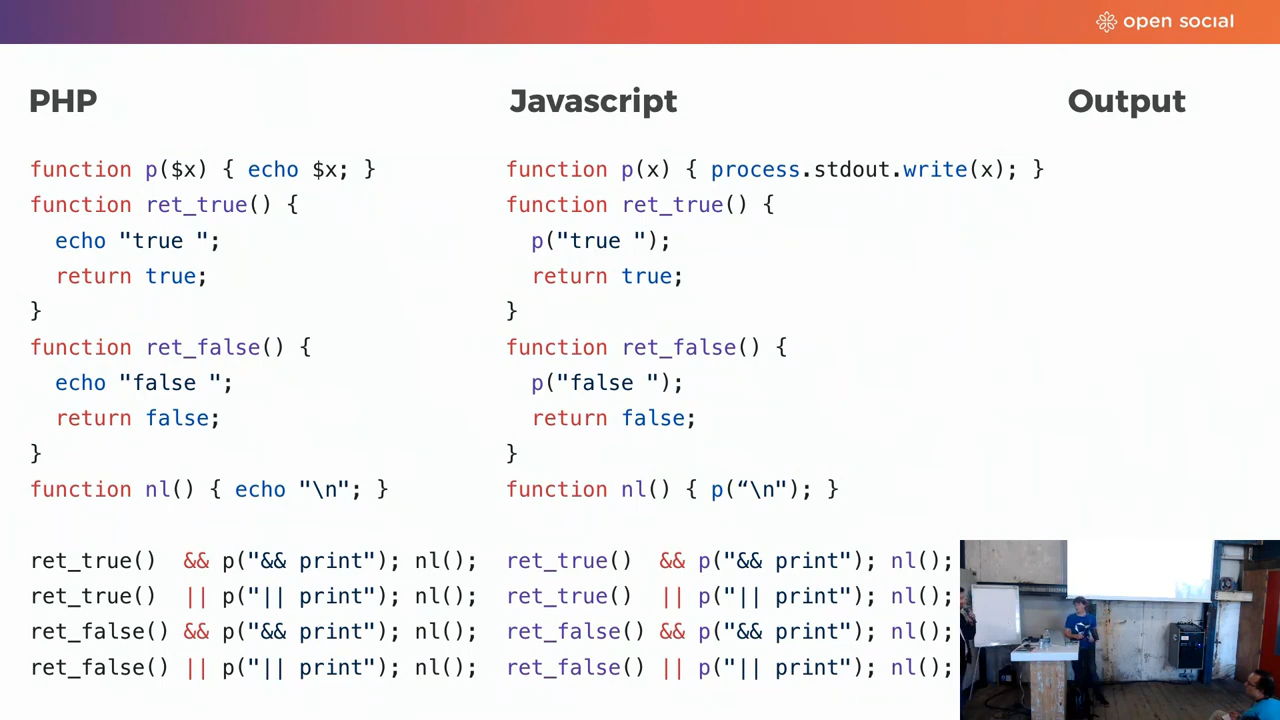 open social
PHP
Javascript
Output
function p($x) { echo $x; }
function ret_true() {
  echo "true ";
  return true;
}
function ret_false() {
  echo "false ";
  return false;
}
function nl() { echo "\n"; }
ret_true()  && p("&& print"); nl();
ret_true()  || p("|| print"); nl();
ret_false() && p("&& print"); nl();
ret_false() || p("|| print"); nl();
function p(x) { process.stdout.write(x); }
function ret_true() {
  p("true ");
  return true;
}
function ret_false() {
  p("false ");
  return false;
}
function nl() { p(“\n"); }
ret_true()  && p("&& print"); nl();
ret_true()  || p("|| print"); nl();
ret_false() && p("&& print"); nl();
ret_false() || p("|| print"); nl();